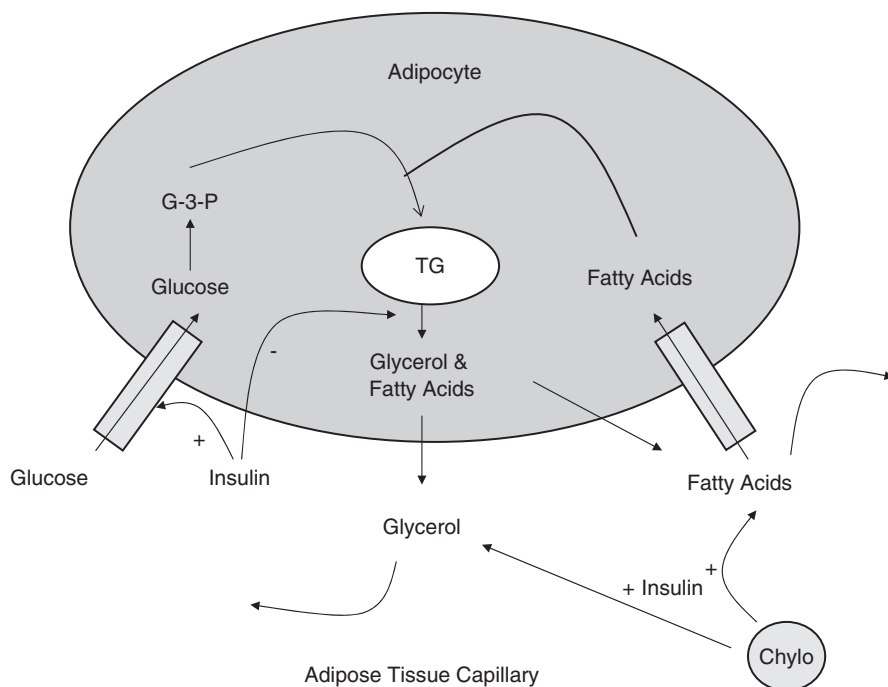 Adipocyte
G-3-P
TG
Glucose
Fatty Acids
-
Glycerol &
Fatty Acids
+
Glucose
Insulin
Fatty Acids
Glycerol
+ Insulin +
Chylo
Adipose Tissue Capillary